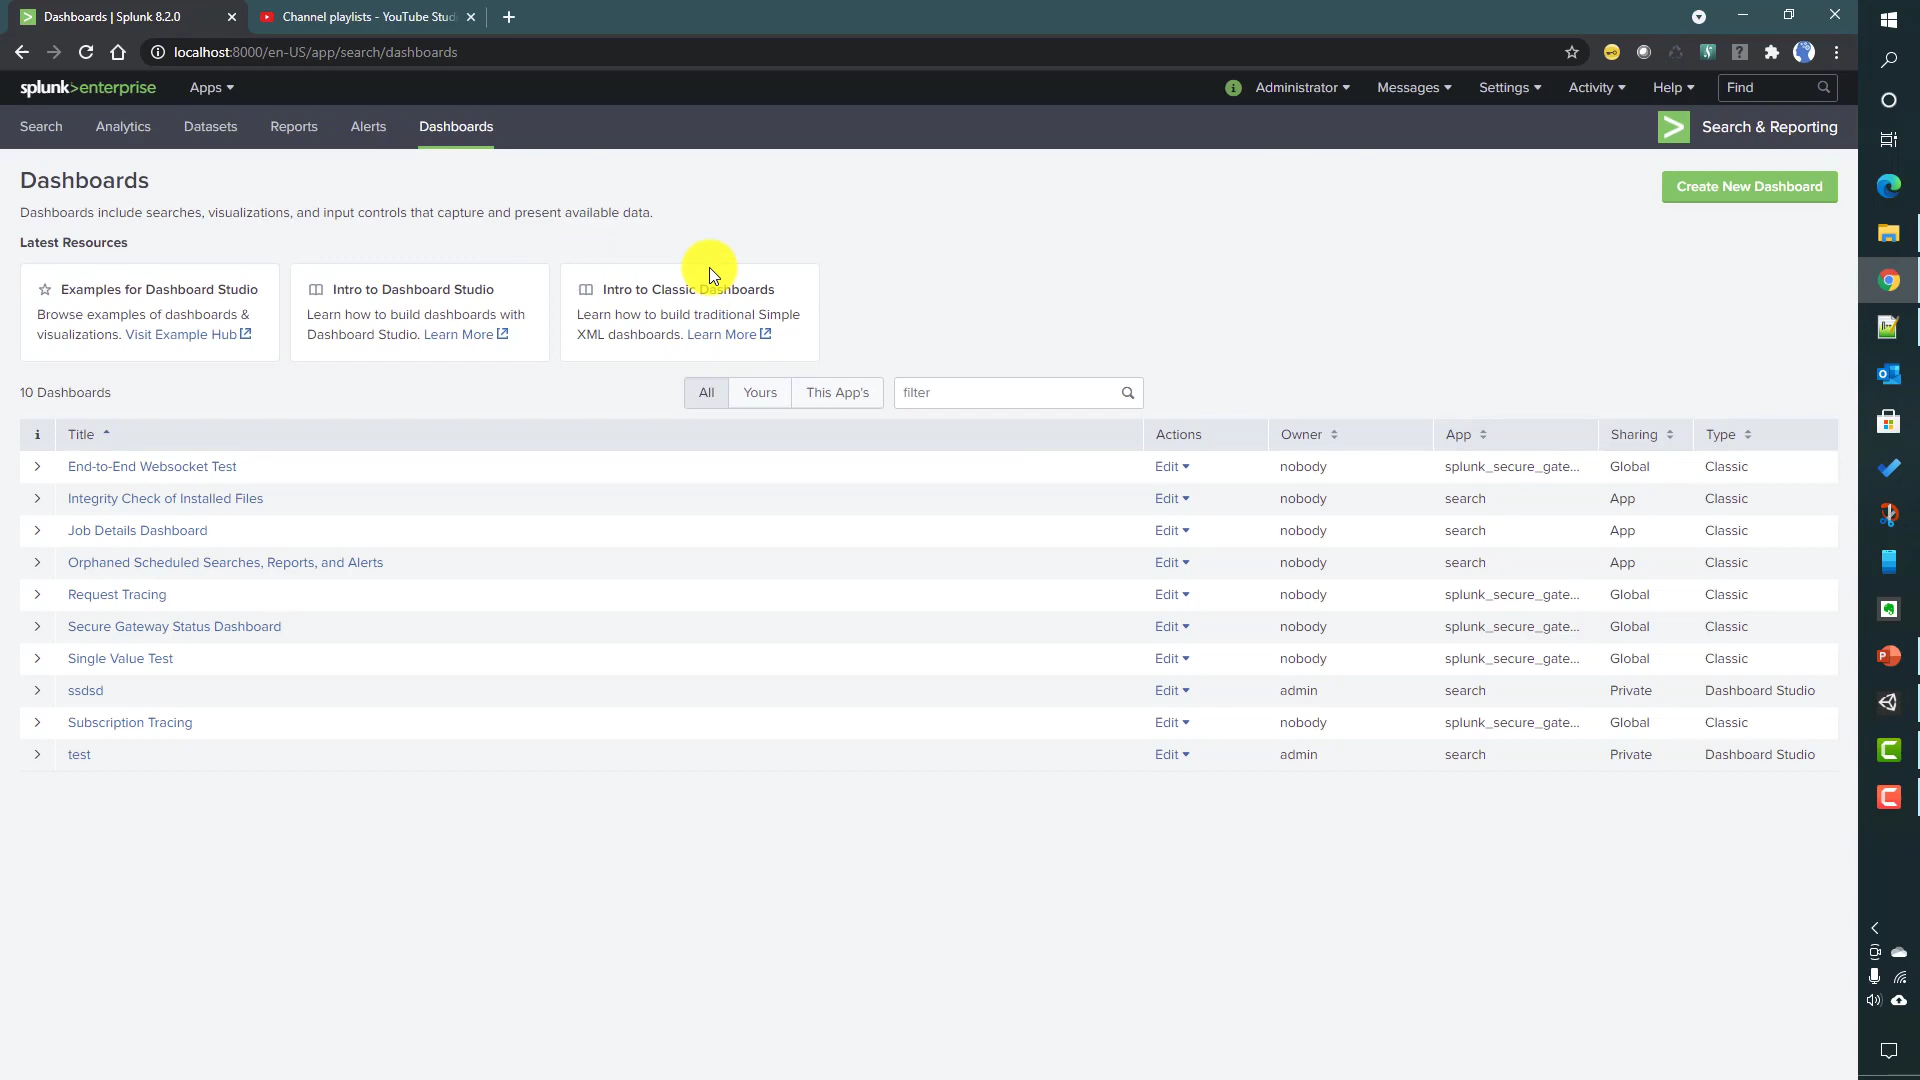 Dashboards | Splunk 8.2.0
Channel playlists - YouTube Stud
localhost:8000/en-US/app/search/dashboards
splunk>enterprise Apps
Administrator Messages Settings Activity Help Find
Search Analytics Datasets Reports Alerts Dashboards
Search & Reporting
Dashboards
Create New Dashboard
Dashboards include searches, visualizations, and input controls that capture and present available data.
Latest Resources
Examples for Dashboard Studio
Browse examples of dashboards &
visualizations. Visit Example Hub
Intro to Dashboard Studio
Learn how to build dashboards with
Dashboard Studio. Learn More
Intro to Classic Dashboards
Learn how to build traditional Simple
XML dashboards. Learn More
10 Dashboards All Yours This App's filter
i Title Actions Owner App Sharing Type
End-to-End Websocket Test Edit nobody splunk_secure_gate... Global Classic
Integrity Check of Installed Files Edit nobody search App Classic
Job Details Dashboard Edit nobody search App Classic
Orphaned Scheduled Searches, Reports, and Alerts Edit nobody search App Classic
Request Tracing Edit nobody splunk_secure_gate... Global Classic
Secure Gateway Status Dashboard Edit nobody splunk_secure_gate... Global Classic
Single Value Test Edit nobody splunk_secure_gate... Global Classic
ssdsd Edit admin search Private Dashboard Studio
Subscription Tracing Edit nobody splunk_secure_gate... Global Classic
test Edit admin search Private Dashboard Studio